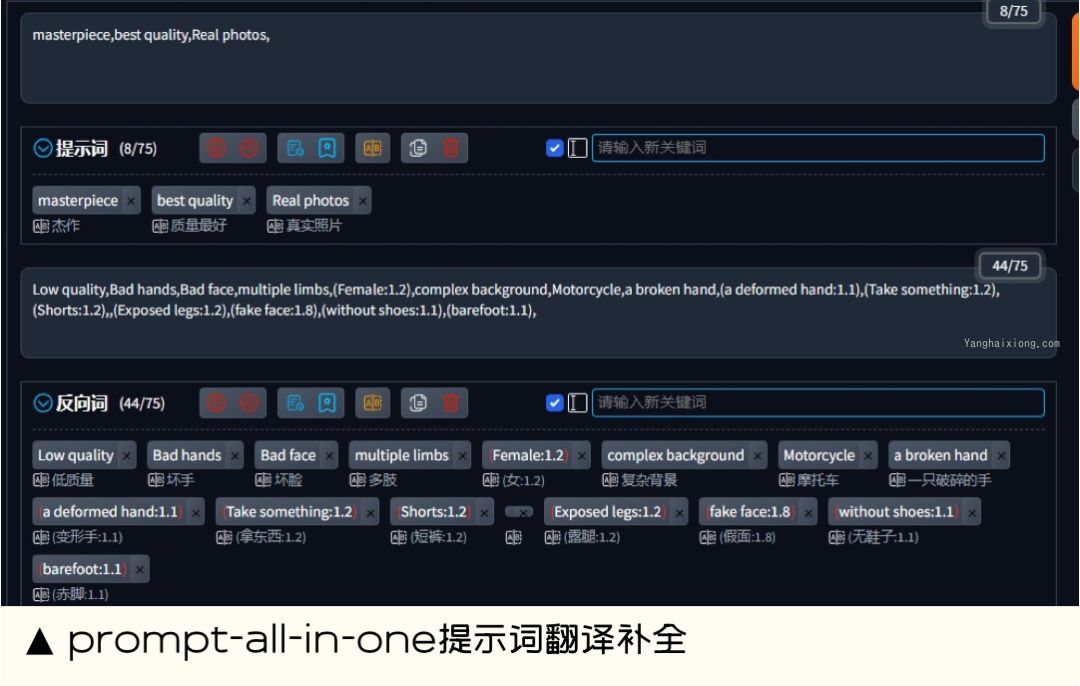 8/75
masterpiece,best quality,Real photos,
提示词 (8/75) 请输入新关键词
masterpiece × best quality × Real photos ×
杰作 质量最好 真实照片
44/75
Low quality,Bad hands,Bad face,multiple limbs,(Female:1.2),complex background,Motorcycle,a broken hand,(a deformed hand:1.1),(Take something:1.2),
(Shorts:1.2),,(Exposed legs:1.2),(fake face:1.8),(without shoes:1.1),(barefoot:1.1),
Yanghaixiong.com
反向词 (44/75) 请输入新关键词
Low quality × Bad hands × Bad face × multiple limbs × (Female:1.2) × complex background × Motorcycle × a broken hand ×
低质量 坏手 坏脸 多肢 (女:1.2) 复杂背景 摩托车 一只破碎的手
(a deformed hand:1.1) × (Take something:1.2) × (Shorts:1.2) × × (Exposed legs:1.2) × (fake face:1.8) × (without shoes:1.1) ×
(变形手:1.1) (拿东西:1.2) (短裤:1.2) (露腿:1.2) (假面:1.8) (无鞋子:1.1)
(barefoot:1.1) ×
(赤脚:1.1)
▲ prompt-all-in-one提示词翻译补全